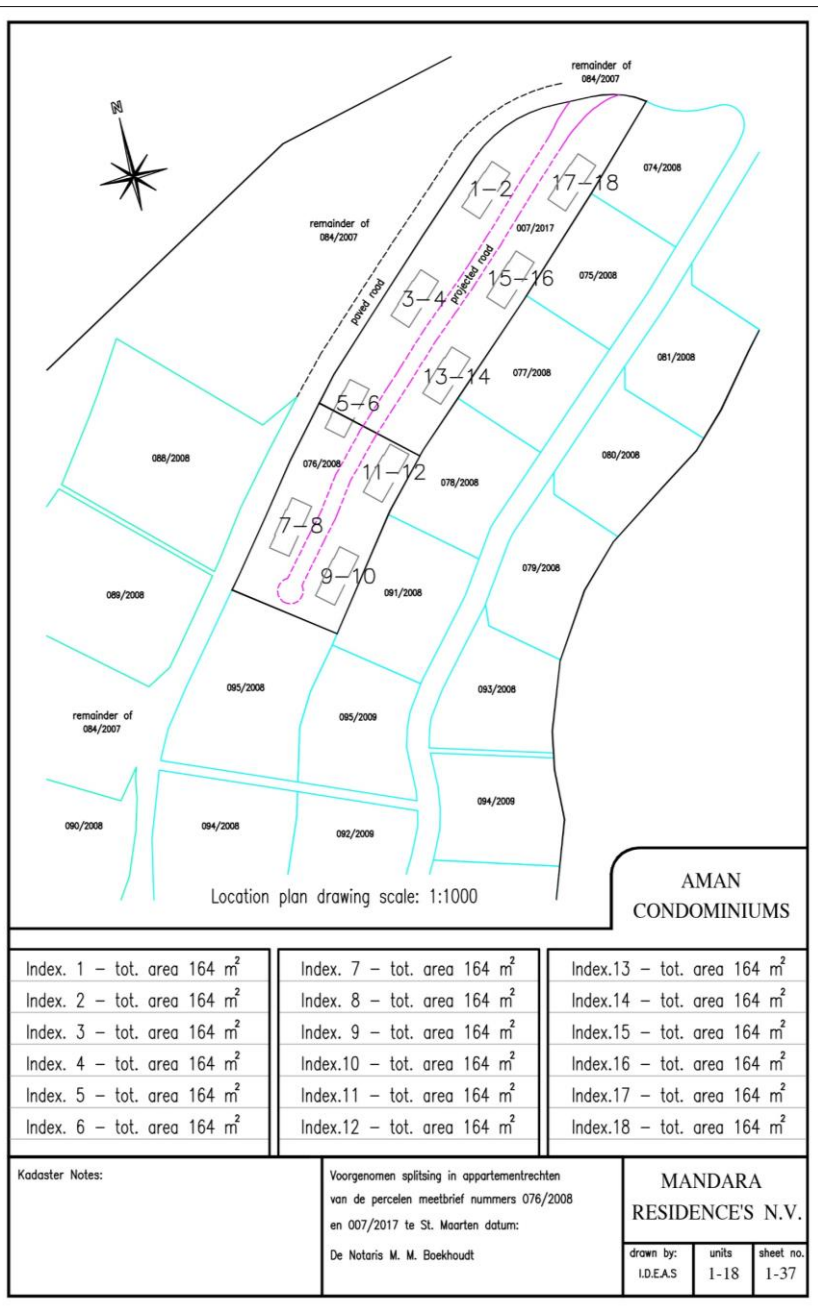 remainder of
084/2007
N
1-2
17-18
074/2008
remainder of
084/2007
007/2017
paved road
3-4
projected road
15-16
075/2008
081/2008
5-6
13-14
077/2008
088/2008
076/2008
11-12
078/2008
080/2008
7-8
9-10
079/2008
089/2008
091/2008
095/2008
093/2008
remainder of
084/2007
095/2009
094/2009
090/2008
094/2008
092/2009
Location plan drawing scale: 1:1000
AMAN
CONDOMINIUMS
Index. 1 - tot. area 164 m²
Index. 2 - tot. area 164 m²
Index. 3 - tot. area 164 m²
Index. 4 - tot. area 164 m²
Index. 5 - tot. area 164 m²
Index. 6 - tot. area 164 m²
Index. 7 - tot. area 164 m²
Index. 8 - tot. area 164 m²
Index. 9 - tot. area 164 m²
Index.10 - tot. area 164 m²
Index.11 - tot. area 164 m²
Index.12 - tot. area 164 m²
Index.13 - tot. area 164 m²
Index.14 - tot. area 164 m²
Index.15 - tot. area 164 m²
Index.16 - tot. area 164 m²
Index.17 - tot. area 164 m²
Index.18 - tot. area 164 m²
Kadaster Notes:
Voorgenomen splitsing in appartementrechten
van de percelen meetbrief nummers 076/2008
en 007/2017 te St. Maarten datum:
De Notaris M. M. Boekhoudt
MANDARA
RESIDENCE'S N.V.
drawn by:
I.D.E.A.S
units
1-18
sheet no.
1-37